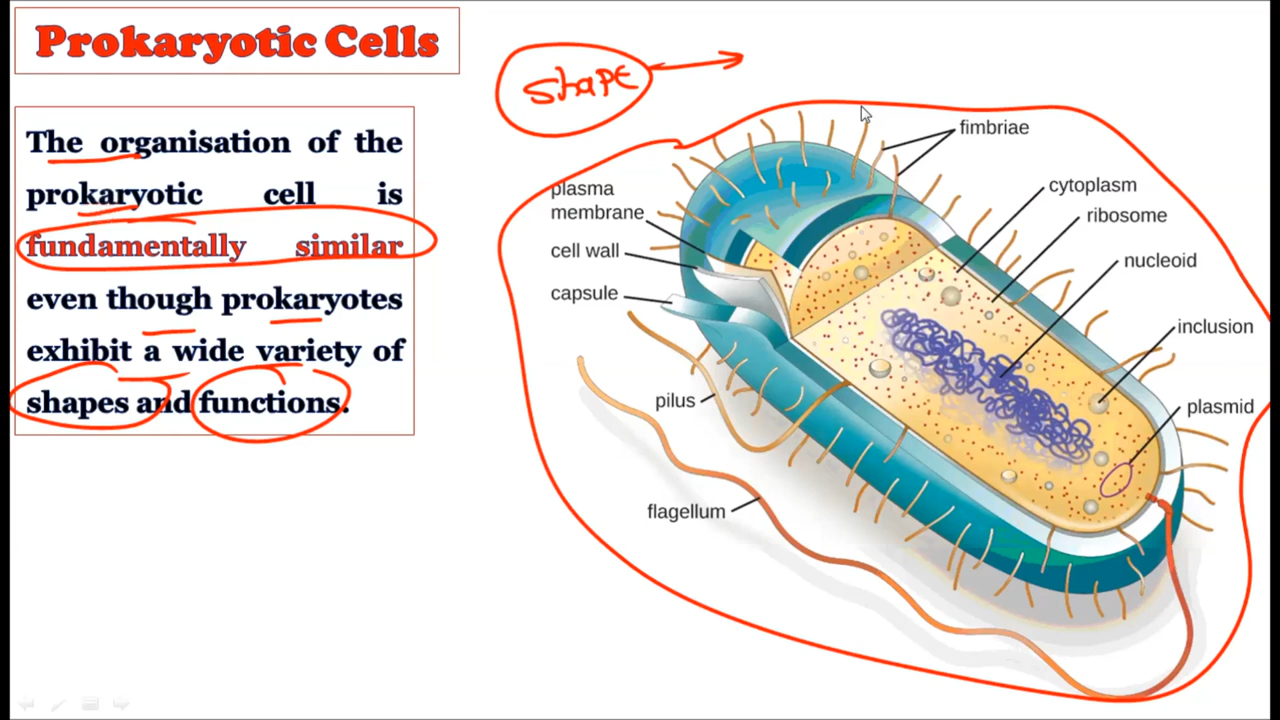 Prokaryotic Cells
The organisation of the
prokaryotic cell is
fundamentally similar
even though prokaryotes
exhibit a wide variety of
shapes and functions.
shaPE
fimbriae
cytoplasm
ribosome
nucleoid
inclusion
plasmid
plasma
membrane
cell wall
capsule
pilus
flagellum